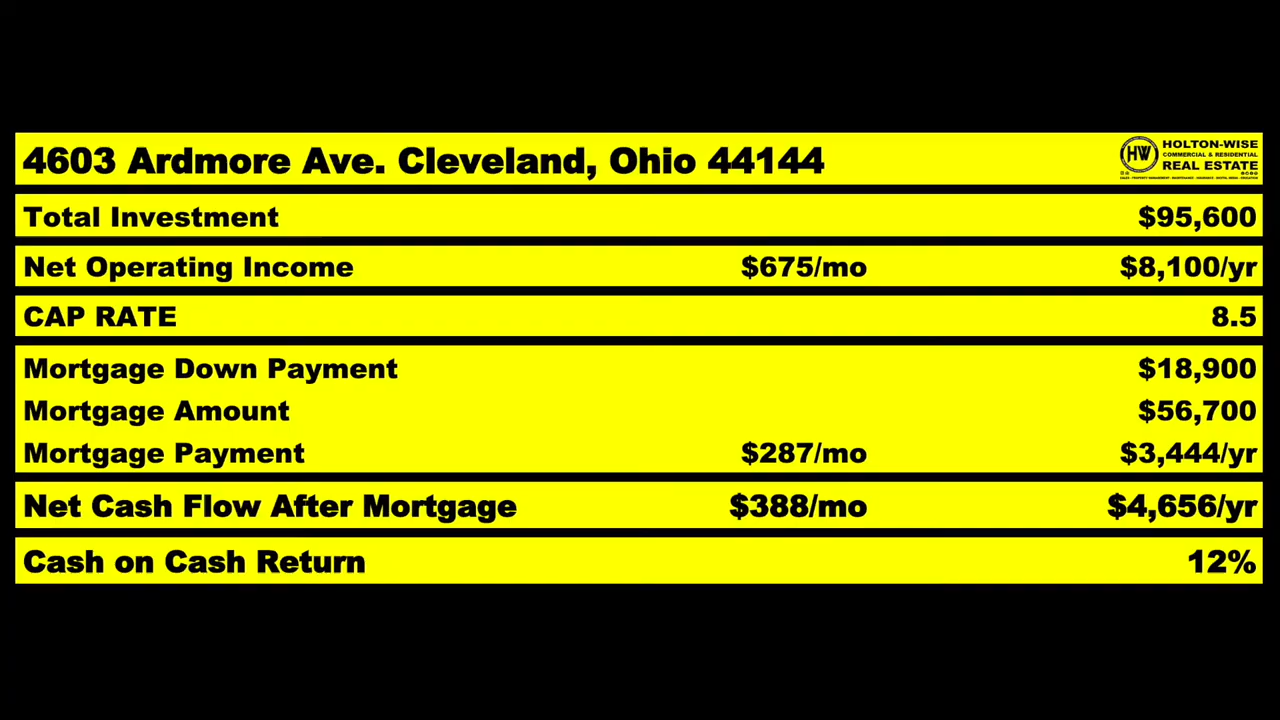 4603 Ardmore Ave. Cleveland, Ohio 44144
HW
HOLTON-WISE
COMMERCIAL & RESIDENTIAL
REAL ESTATE
Total Investment $95,600
Net Operating Income $675/mo $8,100/yr
CAP RATE 8.5
Mortgage Down Payment $18,900
Mortgage Amount $56,700
Mortgage Payment $287/mo $3,444/yr
Net Cash Flow After Mortgage $388/mo $4,656/yr
Cash on Cash Return 12%